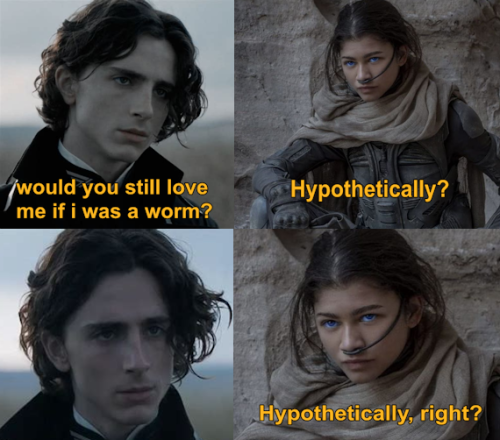 would you still love
me if i was a worm?
Hypothetically?
Hypothetically, right?